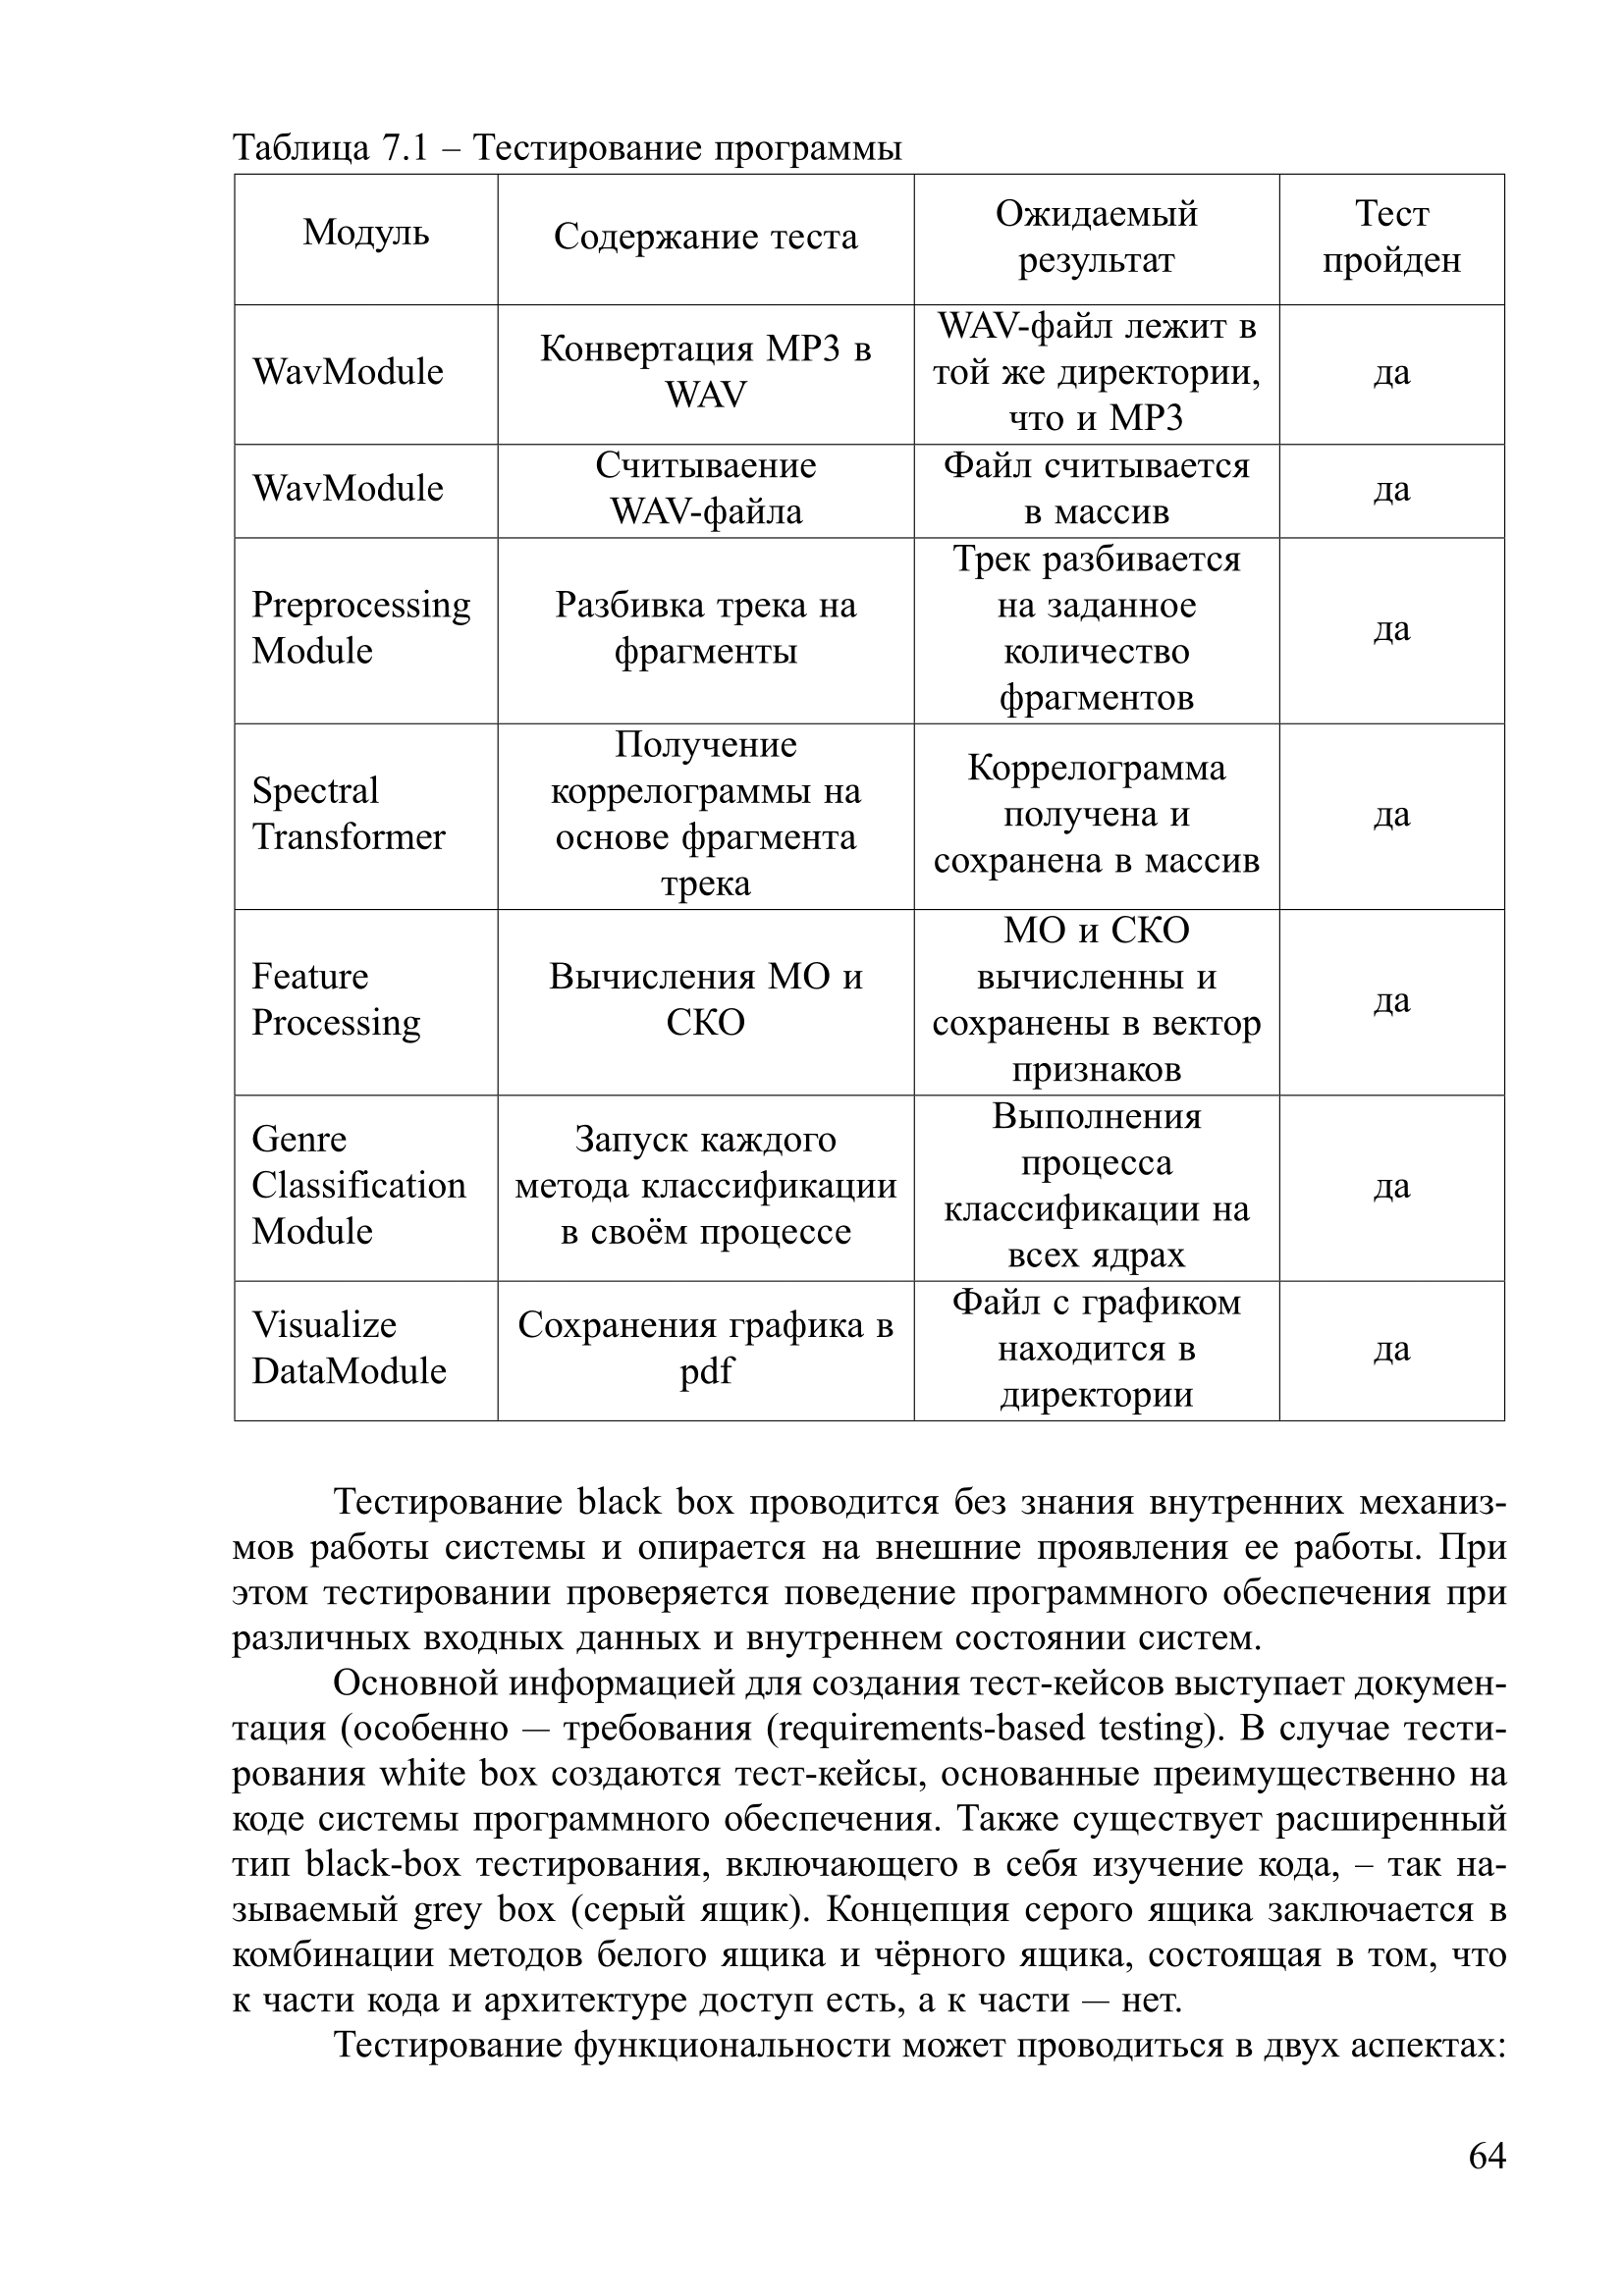 Таблица 7.1 – Тестирование программы
Модуль
Содержание теста
Ожидаемый
результат
Тест
пройден
WavModule
Конвертация MP3 в
WAV
WAV-файл лежит в
той же директории,
что и MP3
да
WavModule
Считываение
WAV-файла
Файл считывается
в массив
да
Preprocessing
Module
Разбивка трека на
фрагменты
Трек разбивается
на заданное
количество
фрагментов
да
Spectral
Transformer
Получение
коррелограммы на
основе фрагмента
трека
Коррелограмма
получена и
сохранена в массив
да
Feature
Processing
Вычисления МО и
СКО
МО и СКО
вычисленны и
сохранены в вектор
признаков
да
Genre
Classification
Module
Запуск каждого
метода классификации
в своём процессе
Выполнения
процесса
классификации на
всех ядрах
да
Visualize
DataModule
Сохранения графика в
pdf
Файл с графиком
находится в
директории
да
Тестирование black box проводится без знания внутренних механиз-
мов работы системы и опирается на внешние проявления ее работы. При
этом тестировании проверяется поведение программного обеспечения при
различных входных данных и внутреннем состоянии систем.
Основной информацией для создания тест-кейсов выступает докумен-
тация (особенно — требования (requirements-based testing). В случае тести-
рования white box создаются тест-кейсы, основанные преимущественно на
коде системы программного обеспечения. Также существует расширенный
тип black-box тестирования, включающего в себя изучение кода, – так на-
зываемый grey box (серый ящик). Концепция серого ящика заключается в
комбинации методов белого ящика и чёрного ящика, состоящая в том, что
к части кода и архитектуре доступ есть, а к части — нет.
Тестирование функциональности может проводиться в двух аспектах:
64